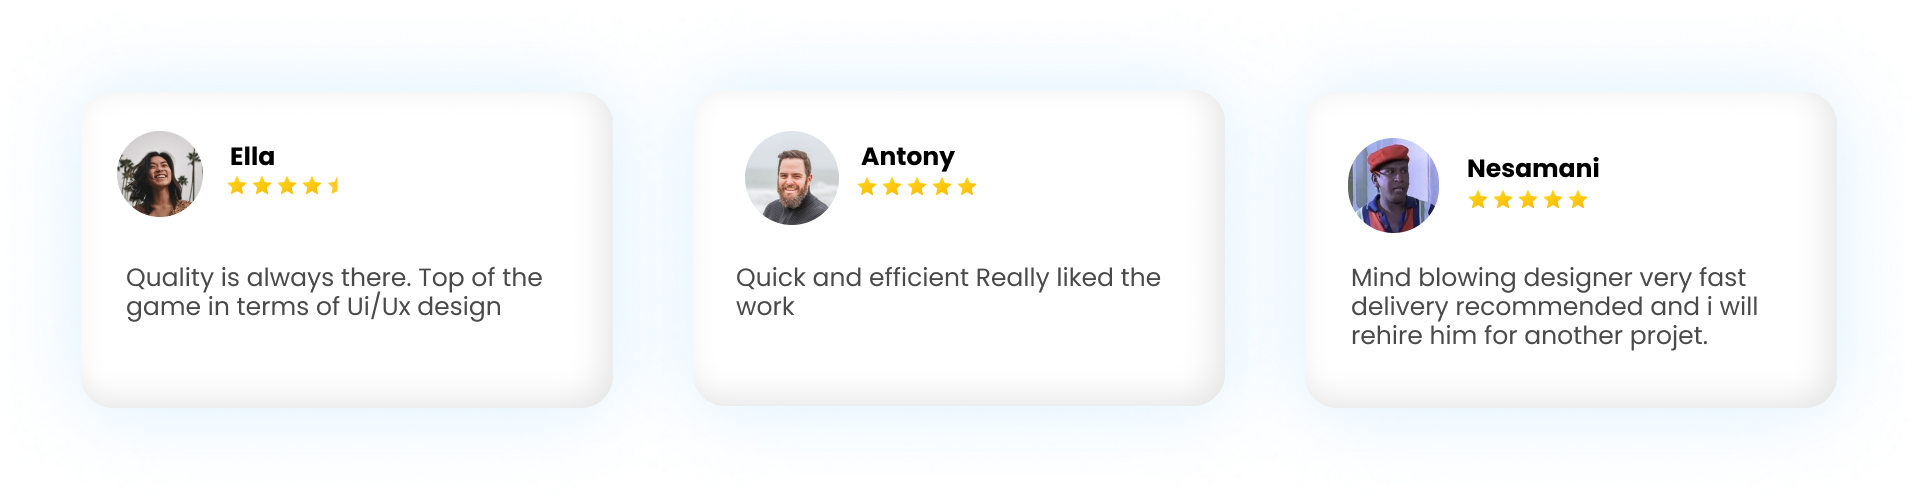 Ella
Quality is always there. Top of the
game in terms of Ui/Ux design
Antony
Quick and efficient Really liked the
work
Nesamani
Mind blowing designer very fast
delivery recommended and i will
rehire him for another projet.